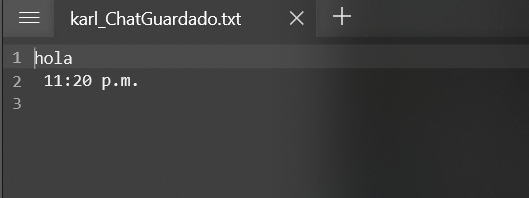 karl_ChatGuardado.txt
1 hola
2 11:20 p.m.
3